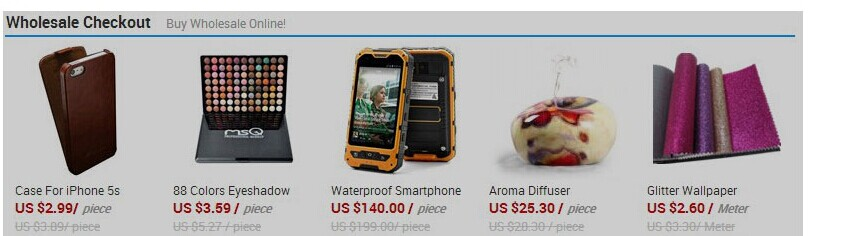 Wholesale Checkout Buy Wholesale Online!
msQ
Case For iPhone 5s
US $2.99/ piece
US $3.89/ piece
88 Colors Eyeshadow
US $3.59 / piece
US $5.27 / piece
Waterproof Smartphone
US $140.00 / piece
US $199.00/ piece
Aroma Diffuser
US $25.30 / piece
US $28.30 / piece
Glitter Wallpaper
US $2.60 / Meter
US $3.30/ Meter